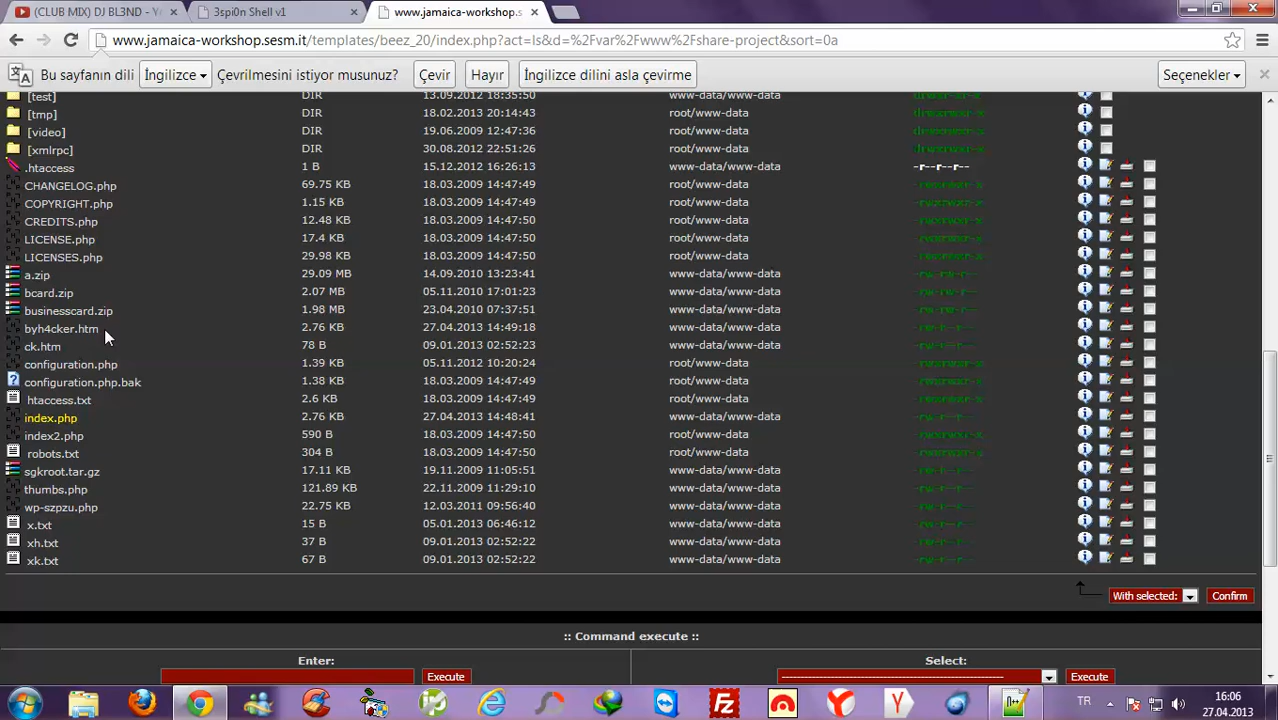 (CLUB MIX) DJ BL3ND - Y
3spi0n Shell v1
www.jamaica-workshop.s
www.jamaica-workshop.sesm.it/templates/beez_20/index.php?act=ls&d=%2Fvar%2Fwww%2Fshare-project&sort=0a
Bu sayfanın dili İngilizce Çevrilmesini istiyor musunuz? Çevir Hayır İngilizce dilini asla çevirme Seçenekler
[test] DIR 13.09.2012 18:35:50 www-data/www-data
[tmp] DIR 18.02.2013 20:14:43 root/www-data
[video] DIR 19.06.2009 12:47:36 root/www-data
[xmlrpc] DIR 30.08.2012 22:51:26 root/www-data
.htaccess 1 B 15.12.2012 16:26:13 www-data/www-data -r--r--r--
CHANGELOG.php 69.75 KB 18.03.2009 14:47:49 root/www-data
COPYRIGHT.php 1.15 KB 18.03.2009 14:47:49 root/www-data
CREDITS.php 12.48 KB 18.03.2009 14:47:49 root/www-data
LICENSE.php 17.4 KB 18.03.2009 14:47:50 root/www-data
LICENSES.php 29.98 KB 18.03.2009 14:47:50 root/www-data
a.zip 29.09 MB 14.09.2010 13:23:41 www-data/www-data
bcard.zip 2.07 MB 05.11.2010 17:01:23 www-data/www-data
businesscard.zip 1.98 MB 23.04.2010 07:37:51 www-data/www-data
byh4cker.htm 2.76 KB 27.04.2013 14:49:18 www-data/www-data
ck.htm 78 B 09.01.2013 02:52:23 www-data/www-data
configuration.php 1.39 KB 05.11.2012 10:20:24 root/www-data
configuration.php.bak 1.38 KB 18.03.2009 14:47:49 root/www-data
htaccess.txt 2.6 KB 18.03.2009 14:47:49 root/www-data
index.php 2.76 KB 27.04.2013 14:48:41 www-data/www-data
index2.php 590 B 18.03.2009 14:47:50 root/www-data
robots.txt 304 B 18.03.2009 14:47:50 root/www-data
sgkroot.tar.gz 17.11 KB 19.11.2009 11:05:51 www-data/www-data
thumbs.php 121.89 KB 22.11.2009 11:29:10 www-data/www-data
wp-szpzu.php 22.75 KB 12.03.2011 09:56:40 www-data/www-data
x.txt 15 B 05.01.2013 06:46:12 www-data/www-data
xh.txt 37 B 09.01.2013 02:52:22 www-data/www-data
xk.txt 67 B 09.01.2013 02:52:22 www-data/www-data
With selected: Confirm
:: Command execute ::
Enter: Select:
Execute Execute
TR 16:06
27.04.2013